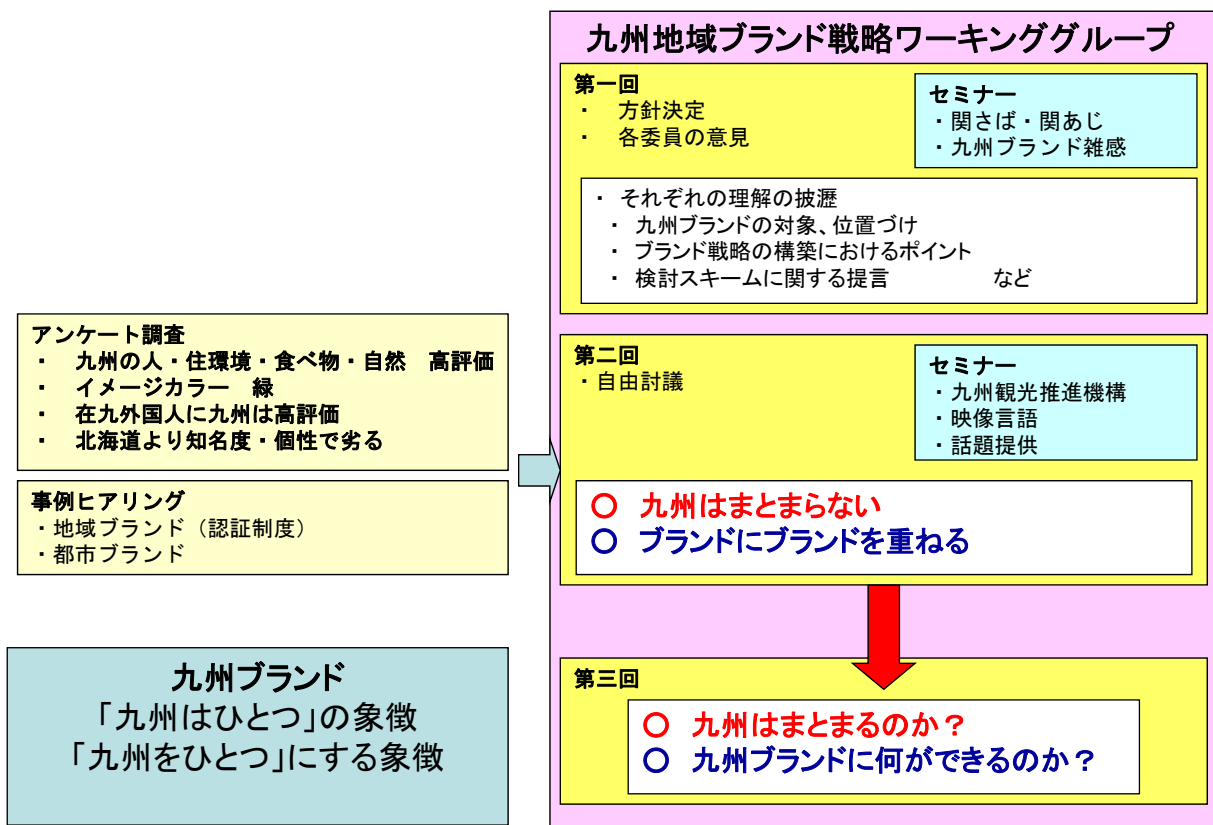 九州地域ブランド戦略ワーキンググループ
第一回
・ 方針決定
・ 各委員の意見
セミナー
・関さば・関あじ
・九州ブランド雑感
・ それぞれの理解の披瀝
・ 九州ブランドの対象、位置づけ
・ ブランド戦略の構築におけるポイント
・ 検討スキームに関する提言 など
アンケート調査
・ 九州の人・住環境・食べ物・自然 高評価
・ イメージカラー 緑
・ 在九外国人に九州は高評価
・ 北海道より知名度・個性で劣る
事例ヒアリング
・地域ブランド（認証制度）
・都市ブランド
第二回
・自由討議
セミナー
・九州観光推進機構
・映像言語
・話題提供
○ 九州はまとまらない
○ ブランドにブランドを重ねる
九州ブランド
「九州はひとつ」の象徴
「九州をひとつ」にする象徴
第三回
○ 九州はまとまるのか？
○ 九州ブランドに何ができるのか？